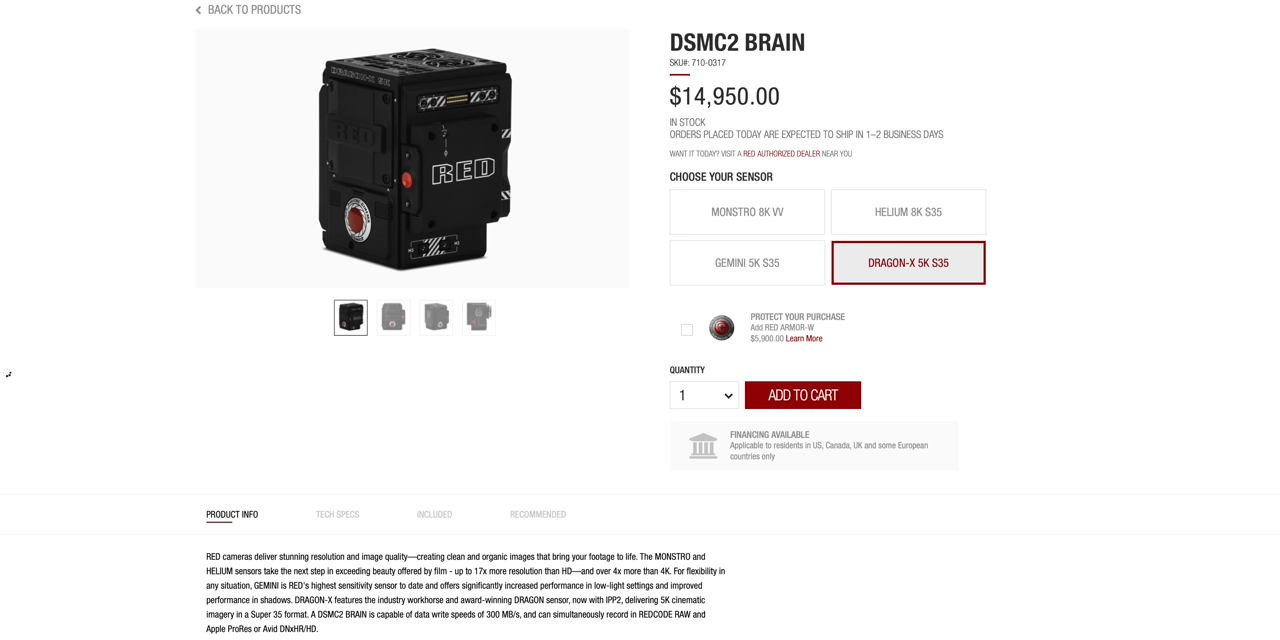 BACK TO PRODUCTS
DRAGON-X 5K
RED
RED
DSMC2 BRAIN
SKU#: 710-0317
$14,950.00
IN STOCK
ORDERS PLACED TODAY ARE EXPECTED TO SHIP IN 1–2 BUSINESS DAYS
WANT IT TODAY? VISIT A RED AUTHORIZED DEALER NEAR YOU
CHOOSE YOUR SENSOR
MONSTRO 8K VV
HELIUM 8K S35
GEMINI 5K S35
DRAGON-X 5K S35
PROTECT YOUR PURCHASE
Add RED ARMOR-W
$5,900.00 Learn More
QUANTITY
1
ADD TO CART
FINANCING AVAILABLE
Applicable to residents in US, Canada, UK and some European
countries only
PRODUCT INFO
TECH SPECS
INCLUDED
RECOMMENDED
RED cameras deliver stunning resolution and image quality—creating clean and organic images that bring your footage to life. The MONSTRO and
HELIUM sensors take the next step in exceeding beauty offered by film - up to 17x more resolution than HD—and over 4x more than 4K. For flexibility in
any situation, GEMINI is RED's highest sensitivity sensor to date and offers significantly increased performance in low-light settings and improved
performance in shadows. DRAGON-X features the industry workhorse and award-winning DRAGON sensor, now with IPP2, delivering 5K cinematic
imagery in a Super 35 format. A DSMC2 BRAIN is capable of data write speeds of 300 MB/s, and can simultaneously record in REDCODE RAW and
Apple ProRes or Avid DNxHR/HD.